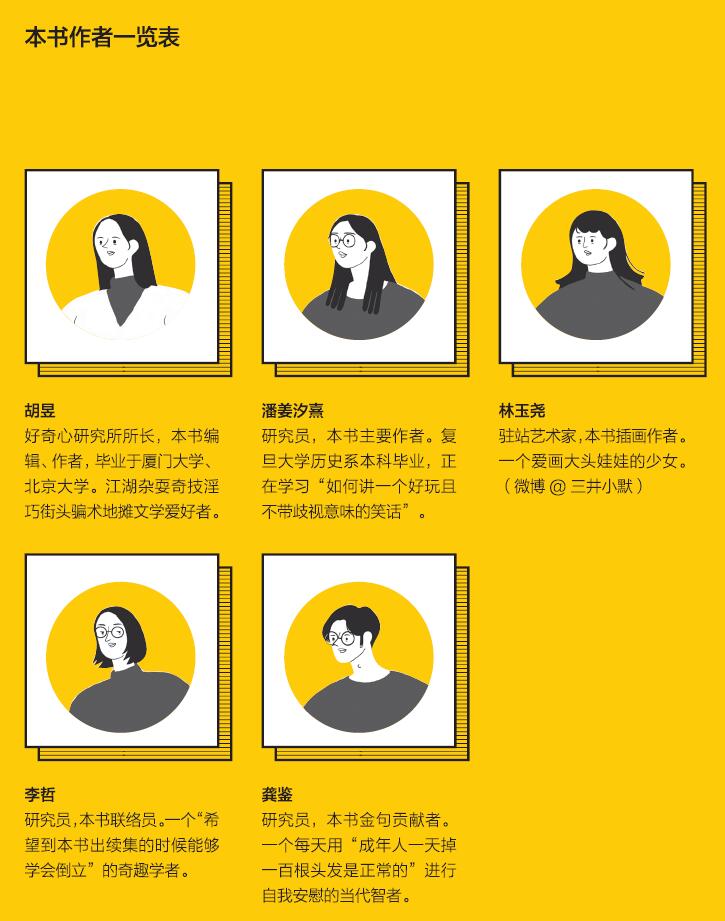 本书作者一览表
胡昱
好奇心研究所所长，本书编
辑、作者，毕业于厦门大学、
北京大学。江湖杂耍奇技淫
巧街头骗术地摊文学爱好者。
潘姜汐熹
研究员，本书主要作者。复
旦大学历史系本科毕业，正
在学习“如何讲一个好玩且
不带歧视意味的笑话”。
林玉尧
驻站艺术家，本书插画作者。
一个爱画大头娃娃的少女。
（微博 @ 三井小默）
李哲
研究员，本书联络员。一个“希
望到本书出续集的时候能够
学会倒立”的奇趣学者。
龚鉴
研究员，本书金句贡献者。
一个每天用“成年人一天掉
一百根头发是正常的”进行
自我安慰的当代智者。